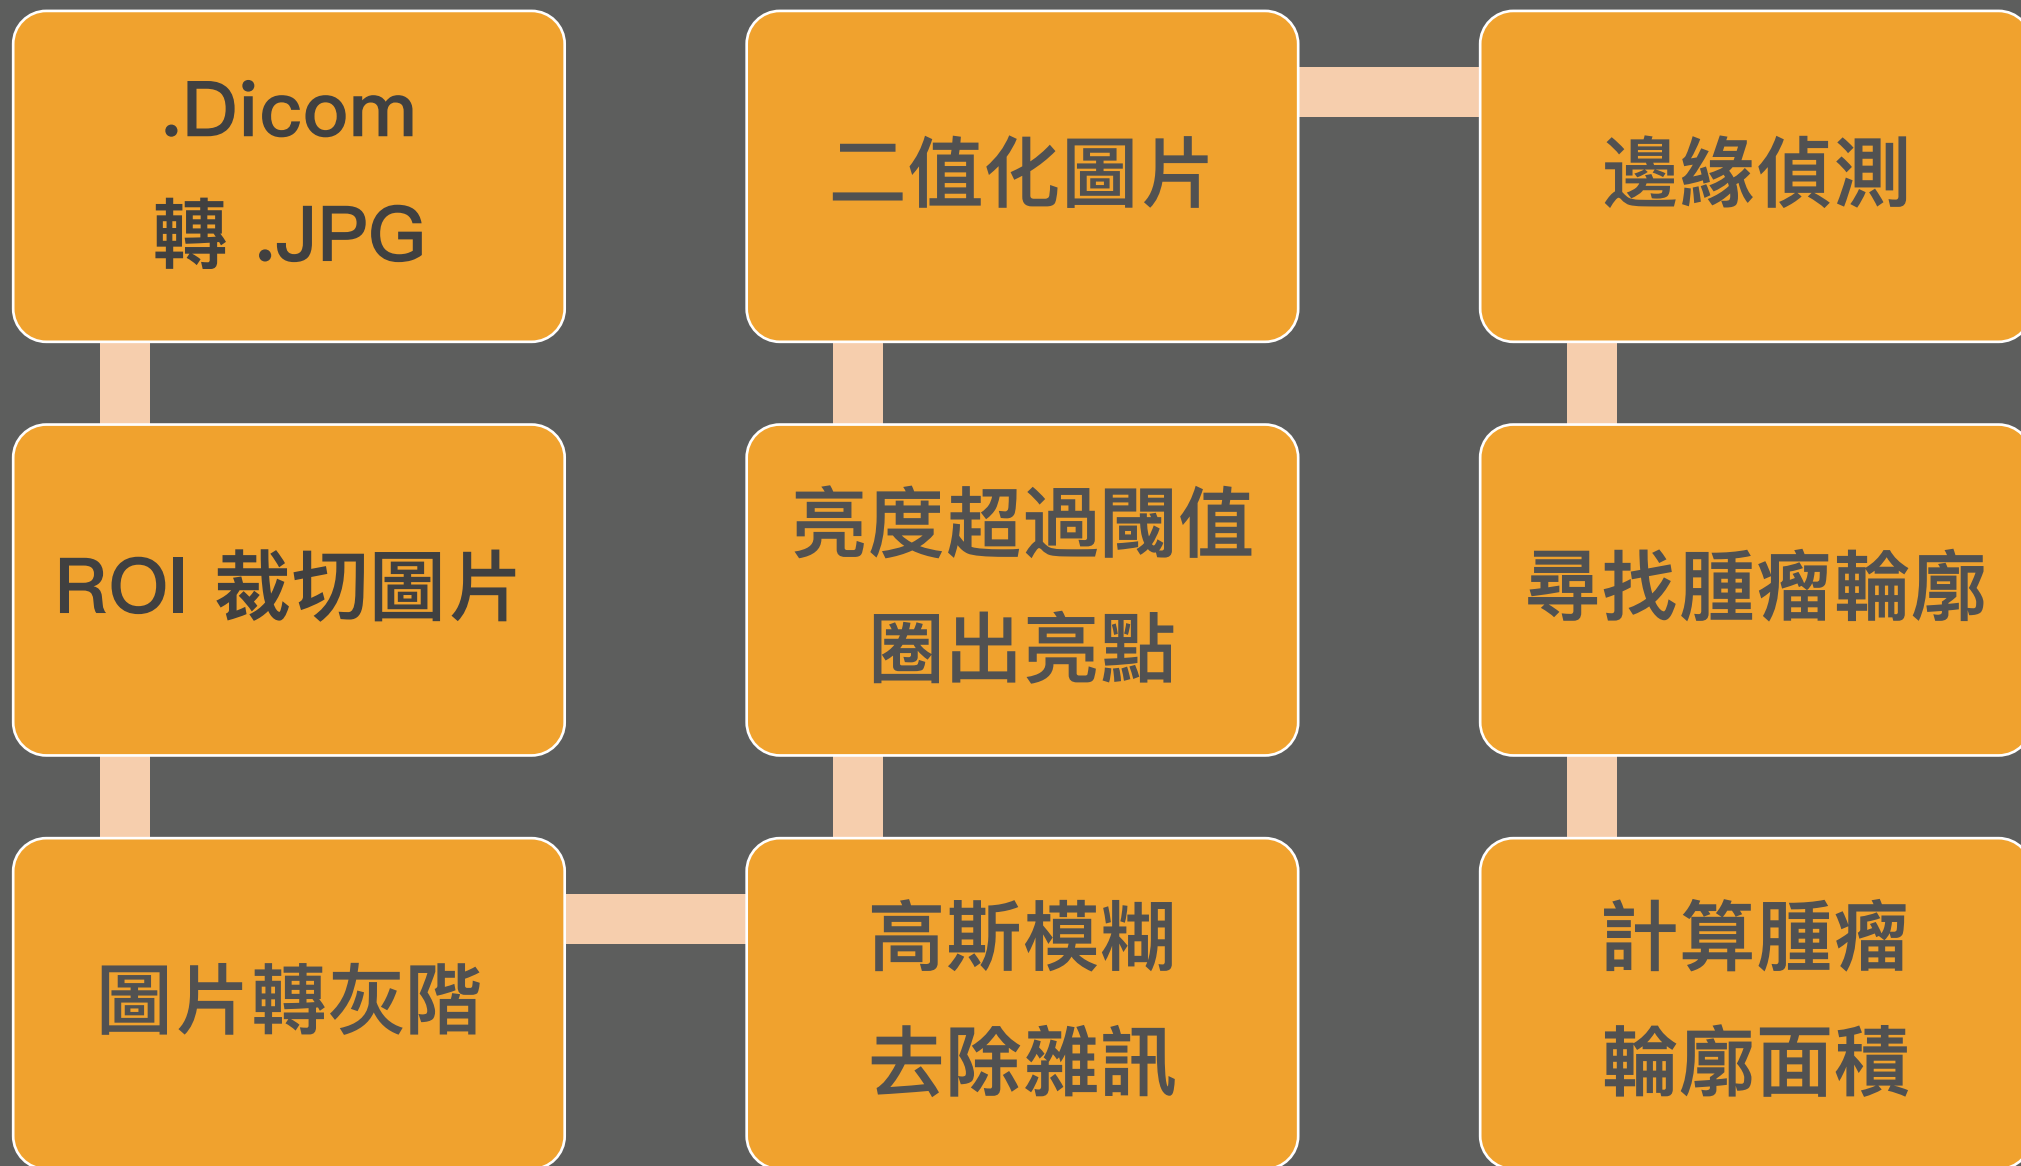 .Dicom
轉 .JPG
ROI 裁切圖片
圖片轉灰階
高斯模糊
去除雜訊
亮度超過閾值
圈出亮點
二值化圖片
邊緣偵測
尋找腫瘤輪廓
計算腫瘤
輪廓面積